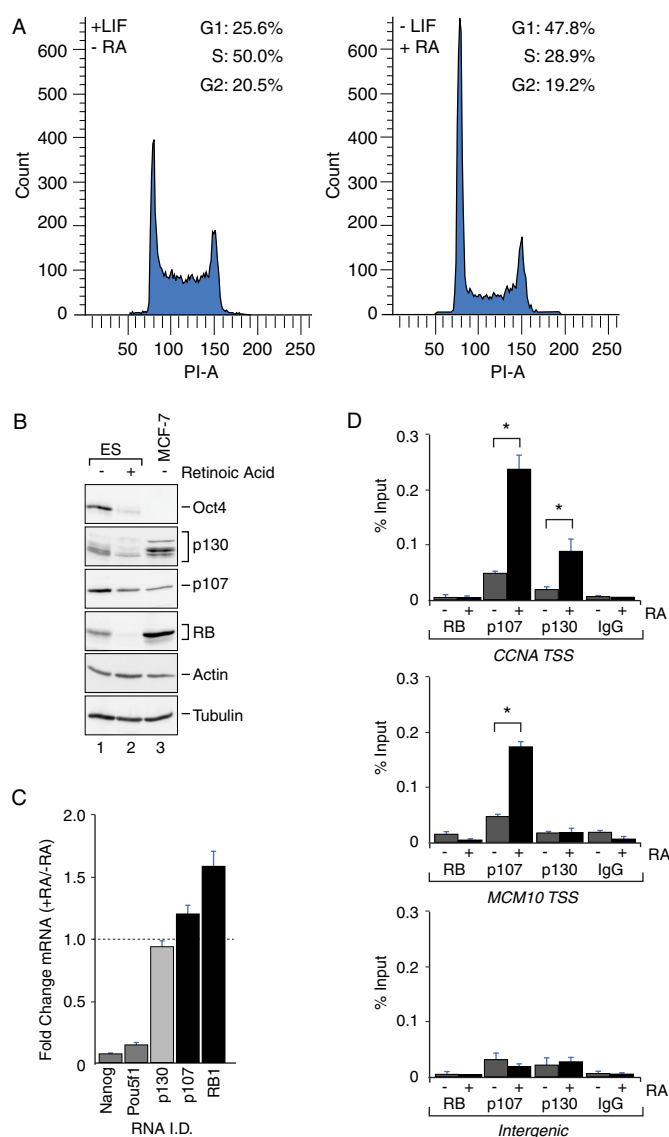 A
+LIF
- RA
G1: 25.6%
S: 50.0%
G2: 20.5%
Count
600
500
400
300
200
100
0
50 100 150 200 250
PI-A
- LIF
+ RA
G1: 47.8%
S: 28.9%
G2: 19.2%
Count
600
500
400
300
200
100
0
50 100 150 200 250
PI-A
B
ES
MCF-7
- + - Retinoic Acid
Oct4
p130
p107
RB
Actin
Tubulin
1 2 3
C
Fold Change mRNA (+RA/-RA)
2.0
1.5
1.0
0.5
0
Nanog
Pou5f1
p130
p107
RB1
RNA I.D.
D
% Input
0.3
0.2
0.1
0
*
*
- + - + - + - + RA
RB p107 p130 IgG
CCNA TSS
% Input
0.3
0.2
0.1
0
*
- + - + - + - + RA
RB p107 p130 IgG
MCM10 TSS
% Input
0.3
0.2
0.1
0
- + - + - + - + RA
RB p107 p130 IgG
Intergenic